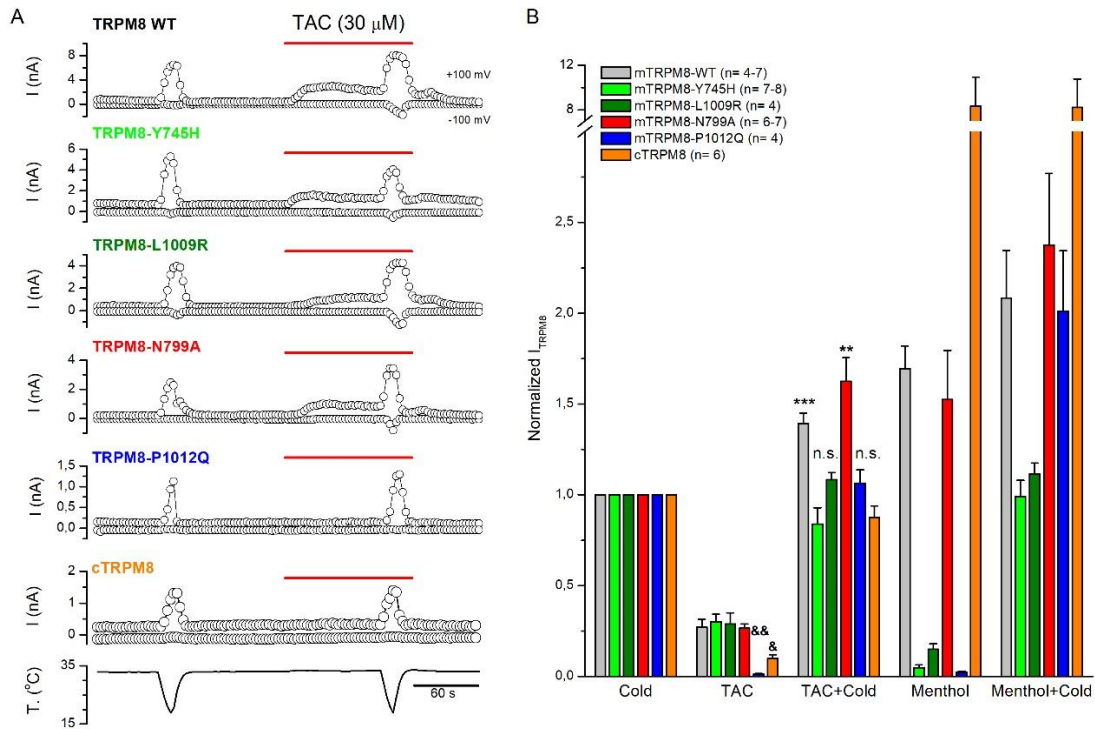 A
TRPM8 WT
TAC (30 μM)
I (nA)
8
4
0
+100 mV
-100 mV
TRPM8-Y745H
I (nA)
6
4
2
0
TRPM8-L1009R
I (nA)
4
2
0
TRPM8-N799A
I (nA)
4
2
0
TRPM8-P1012Q
I (nA)
1,5
1,0
0,5
0,0
cTRPM8
I (nA)
2
1
0
T. (°C)
35
15
60 s
B
Normalized I_TRPM8
12
8
2,5
2,0
1,5
1,0
0,5
0,0
mTRPM8-WT (n= 4-7)
mTRPM8-Y745H (n= 7-8)
mTRPM8-L1009R (n= 4)
mTRPM8-N799A (n= 6-7)
mTRPM8-P1012Q (n= 4)
cTRPM8 (n= 6)
&&
&
***
n.s.
**
n.s.
Cold
TAC
TAC+Cold
Menthol
Menthol+Cold